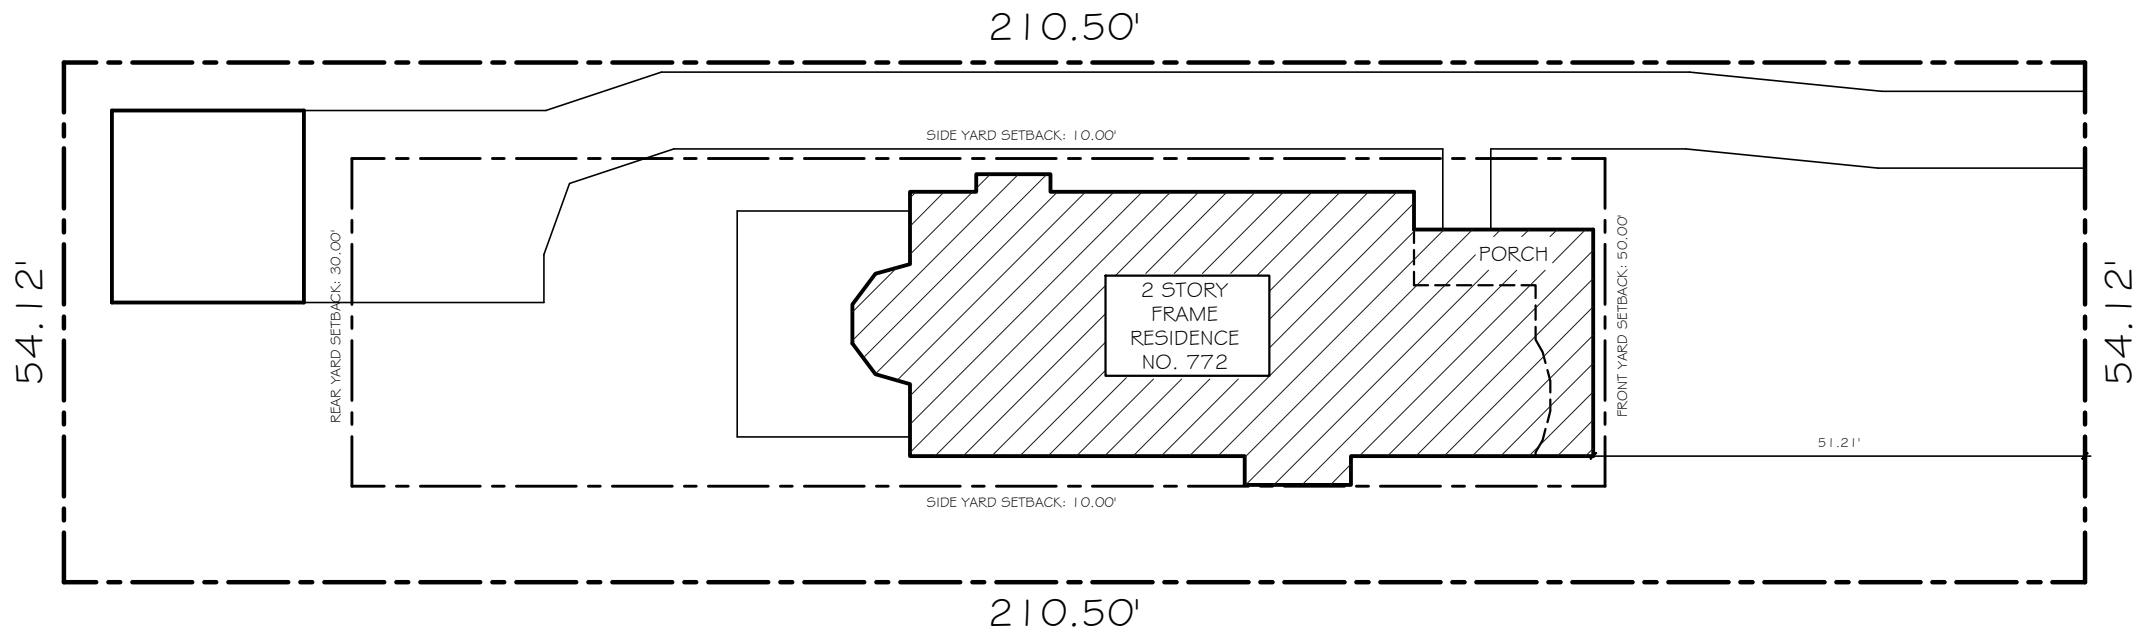 210.50'
SIDE YARD SETBACK: 10.00'
54.12'
REAR YARD SETBACK: 30.00'
PORCH
2 STORY
FRAME
RESIDENCE
NO. 772
FRONT YARD SETBACK: 50.00'
54.12'
51.21'
SIDE YARD SETBACK: 10.00'
210.50'